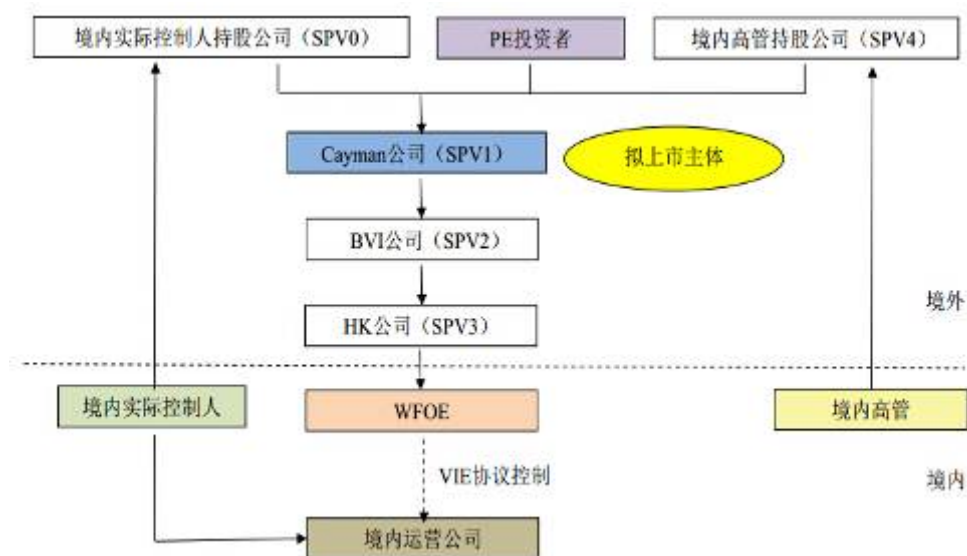 境内实际控制人持股公司（SPV0）
PE投资者
境内高管持股公司（SPV4）
Cayman公司（SPV1）
拟上市主体
BVI公司（SPV2）
境外
HK公司（SPV3）
境内实际控制人
WFOE
境内高管
VIE协议控制
境内
境内运营公司